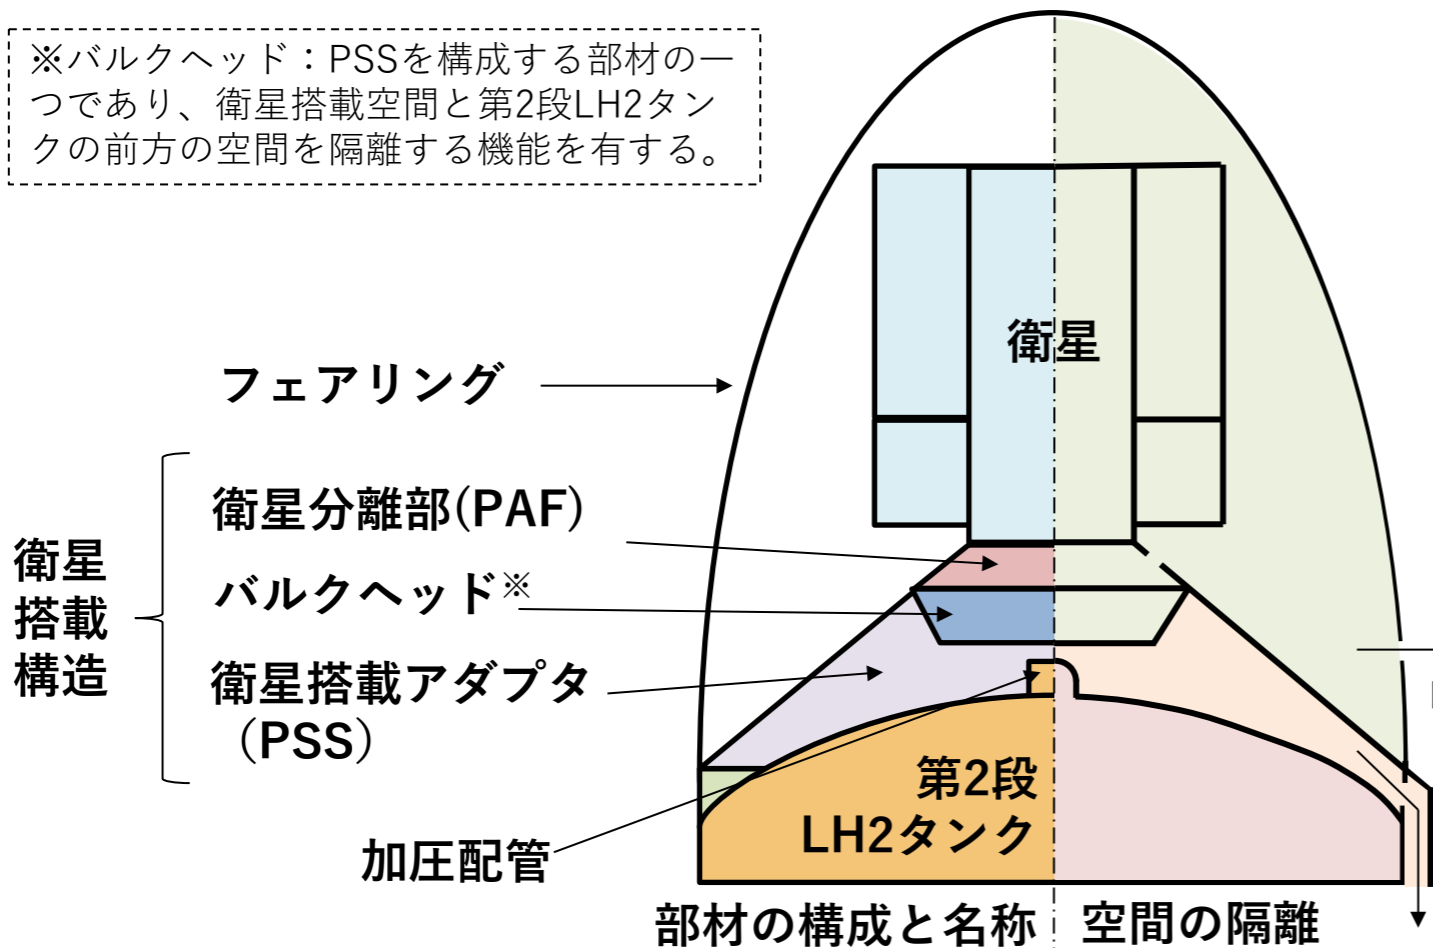 ※バルクヘッド：PSSを構成する部材の一
つであり、衛星搭載空間と第2段LH2タン
クの前方の空間を隔離する機能を有する。
衛星
フェアリング
衛星分離部(PAF)
バルクヘッド※
衛星搭載アダプタ
（PSS）
衛星
搭載
構造
第2段
LH2タンク
加圧配管
部材の構成と名称
空間の隔離